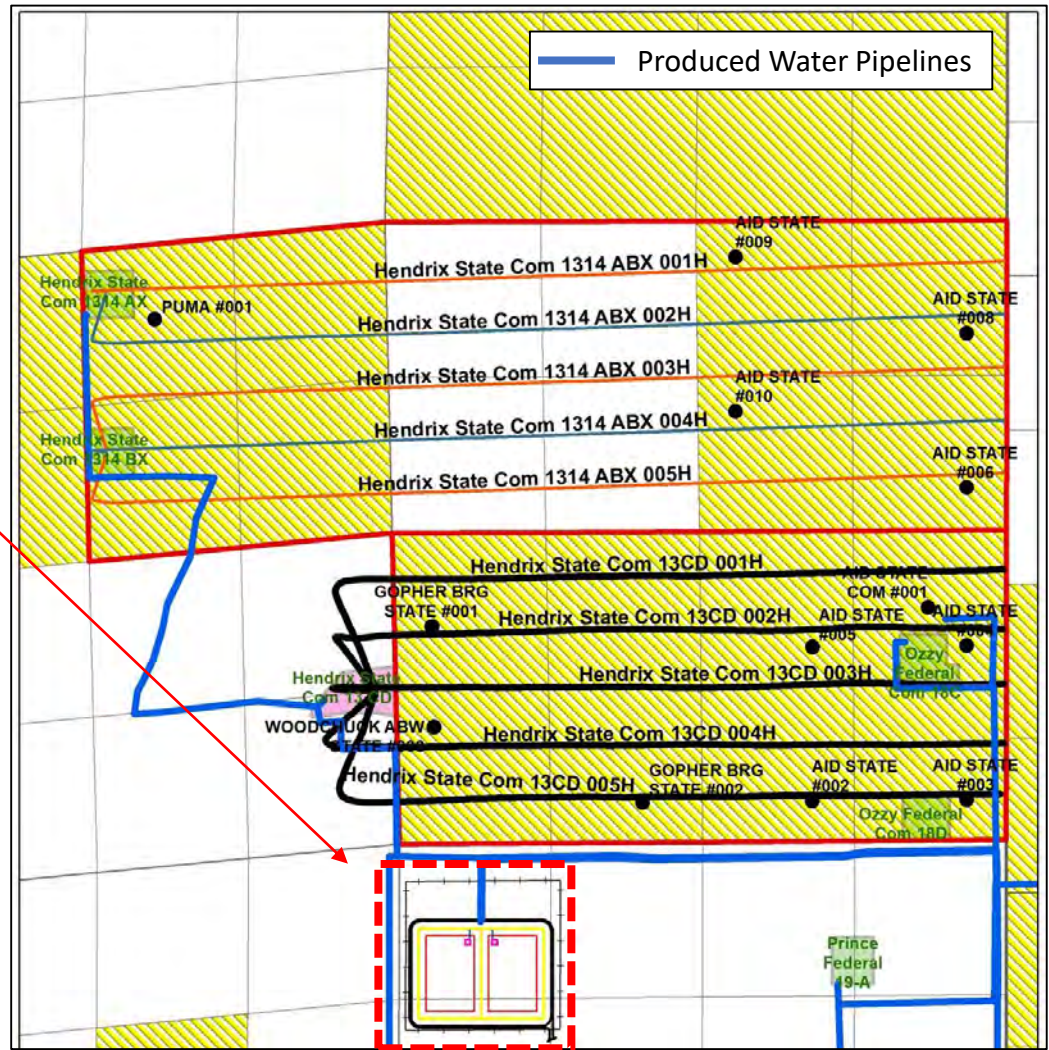 Produced Water Pipelines
AID STATE
#009
Hendrix State Com 1314 ABX 001H
Hendrix State
Com 1314 AX
PUMA #001
AID STATE
#008
Hendrix State Com 1314 ABX 002H
Hendrix State Com 1314 ABX 003H
AID STATE
#010
Hendrix State Com 1314 ABX 004H
Hendrix State
Com 1314 BX
AID STATE
#006
Hendrix State Com 1314 ABX 005H
Hendrix State Com 13CD 001H
AID STATE
COM #001
GOPHER BRG
STATE #001
Hendrix State Com 13CD 002H
AID STATE
#005
AID STATE
#004
Ozzy
Federal
Com 18C
Hendrix State Com 13CD 003H
Hendrix State
Com 13 CD
WOODCHUCK ABW
STATE
Hendrix State Com 13CD 004H
Hendrix State Com 13CD 005H
GOPHER BRG
STATE #002
AID STATE
#002
AID STATE
#003
Ozzy Federal
Com 18D
Prince
Federal
19-A